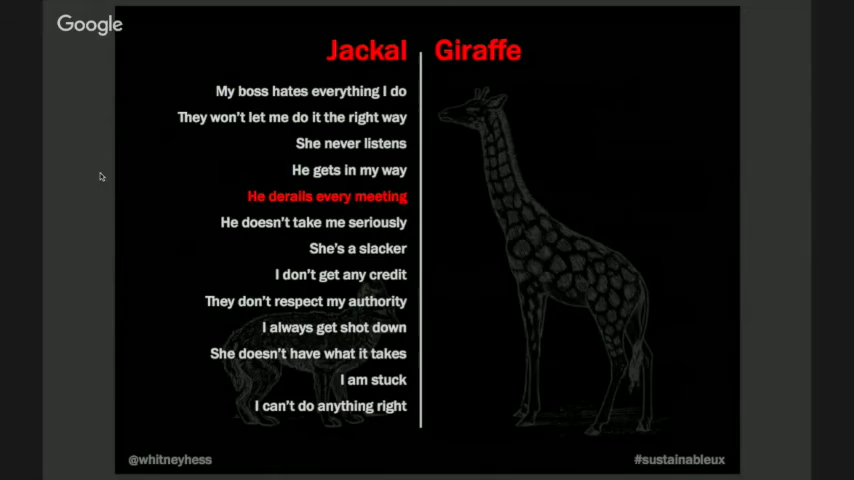 Google
Jackal
Giraffe
My boss hates everything I do
They won't let me do it the right way
She never listens
He gets in my way
He derails every meeting
He doesn't take me seriously
She's a slacker
I don't get any credit
They don't respect my authority
I always get shot down
She doesn't have what it takes
I am stuck
I can't do anything right
@whitneyhess
#sustainableux